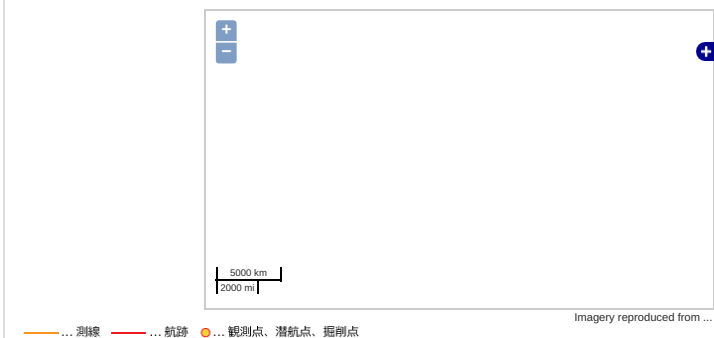 +
−
+
5000 km
2000 mi
Imagery reproduced from ...
... 測線 ... 航跡 ... 観測点、潜航点、掘削点